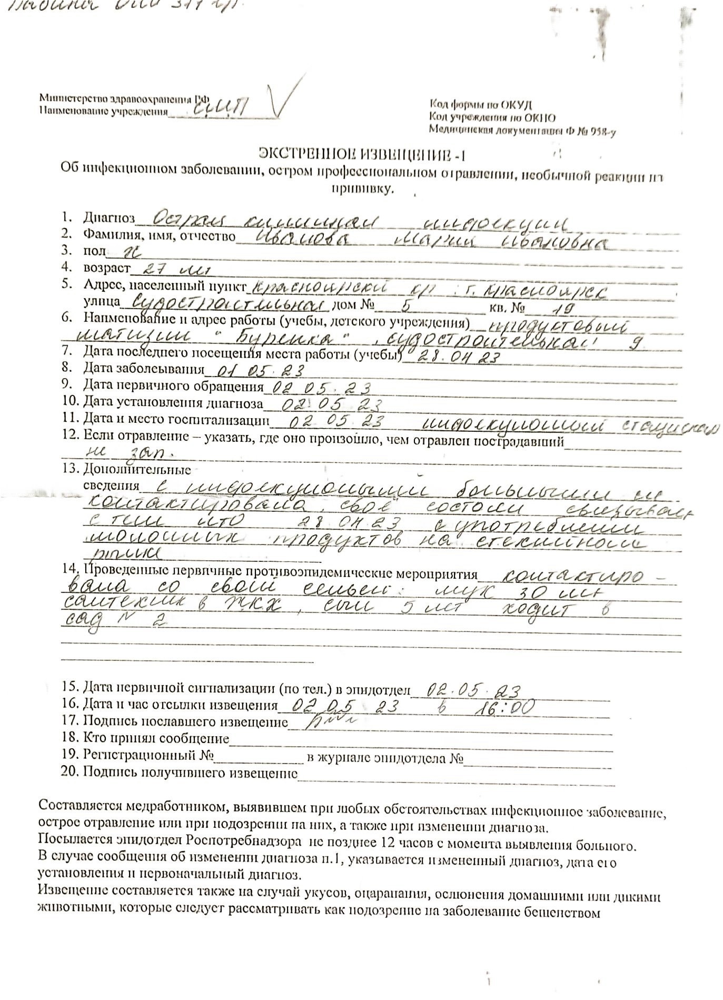 311 гр.
Министерство здравоохранения РФ
Наименование учреждения
Код формы по ОКУД
Код учреждения по ОКПО
Медицинская документация Ф № 958-у
ЭКСТРЕННОЕ ИЗВЕЩЕНИЕ -1
Об инфекционном заболевании, остром профессиональном отравлении, необычной реакции на
прививку.
1. Диагноз Острая кишечная инфекция
2. Фамилия, имя, отчество Иванова Мария Ивановна
3. пол ж
4. возраст 27 лет
5. Адрес, населенный пункт Красноярски кр. г. Красноярск
улица Судостроительная дом № 5 кв. № 19
6. Наименование и адрес работы (учебы, детского учреждения) продуктовый
магазин "Буренка", судостроительная 9
7. Дата последнего посещения места работы (учебы) 28.04 23
8. Дата заболсывания 01 05. 23
9. Дата первичного обращения 02 05. 23
10. Дата установления диагноза 02 05 23
11. Дата и место госпитализации 02 05. 23 инфекционный стационар
12. Если отравление – указать, где оно произошло, чем отравлен пострадавший
не зап.
13. Дополнительные
сведения с инфекционными больными не
контактировала, своё состоян связывает
с тем что 28.04.23 с употреблении
молочных продуктов на стекийном
рынке
14. Проведенные первичные противоэпидемические мероприятия контактиро -
вала со своей семьей: муж 30 лет
сантехник в ЖКХ, сын 5 лет ходит в
сад № 2
15. Дата первичной сигнализации (по тел.) в эпидотдел 02.05.23
16. Дата и час отсылки извещения 02 05 23 в 16:00
17. Подпись пославшего извещение
18. Кто принял сообщение
19. Регистрационный № в журнале эпидотдела №
20. Подпись получившего извещение
Составляется медработником, выявившем при любых обстоятельствах инфекционное заболевание,
острое отравление или при подозрении на них, а также при изменении диагноза.
Посылается эпидотдел Роспотребнадзора не позднее 12 часов с момента выявления больного.
В случае сообщения об изменении диагноза п.1, указывается измененный диагноз, дата его
установления и первоначальный диагноз.
Извещение составляется также на случай укусов, оцарапания, ослюнения домашними или дикими
животными, которые следует рассматривать как подозрение на заболевание бешенством